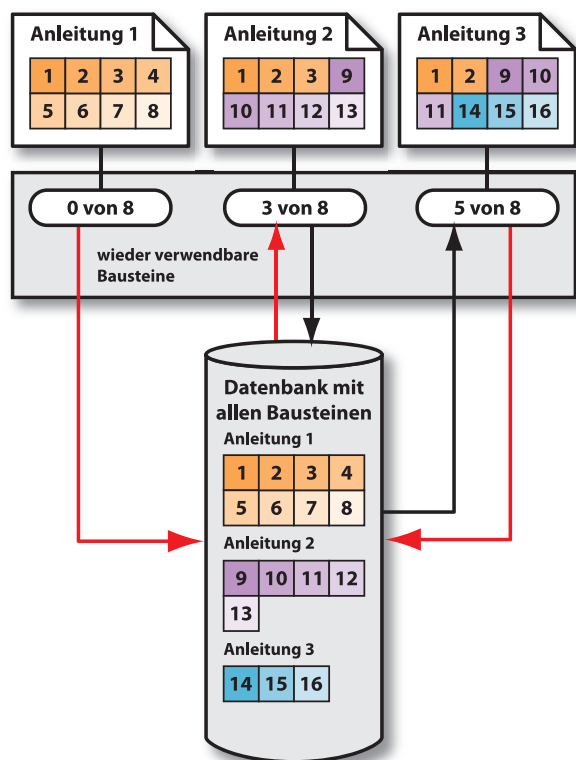 Anleitung 1
1 2 3 4
5 6 7 8
Anleitung 2
1 2 3 9
10 11 12 13
Anleitung 3
1 2 9 10
11 14 15 16
0 von 8
3 von 8
5 von 8
wieder verwendbare
Bausteine
Datenbank mit
allen Bausteinen
Anleitung 1
1 2 3 4
5 6 7 8
Anleitung 2
9 10 11 12
13
Anleitung 3
14 15 16